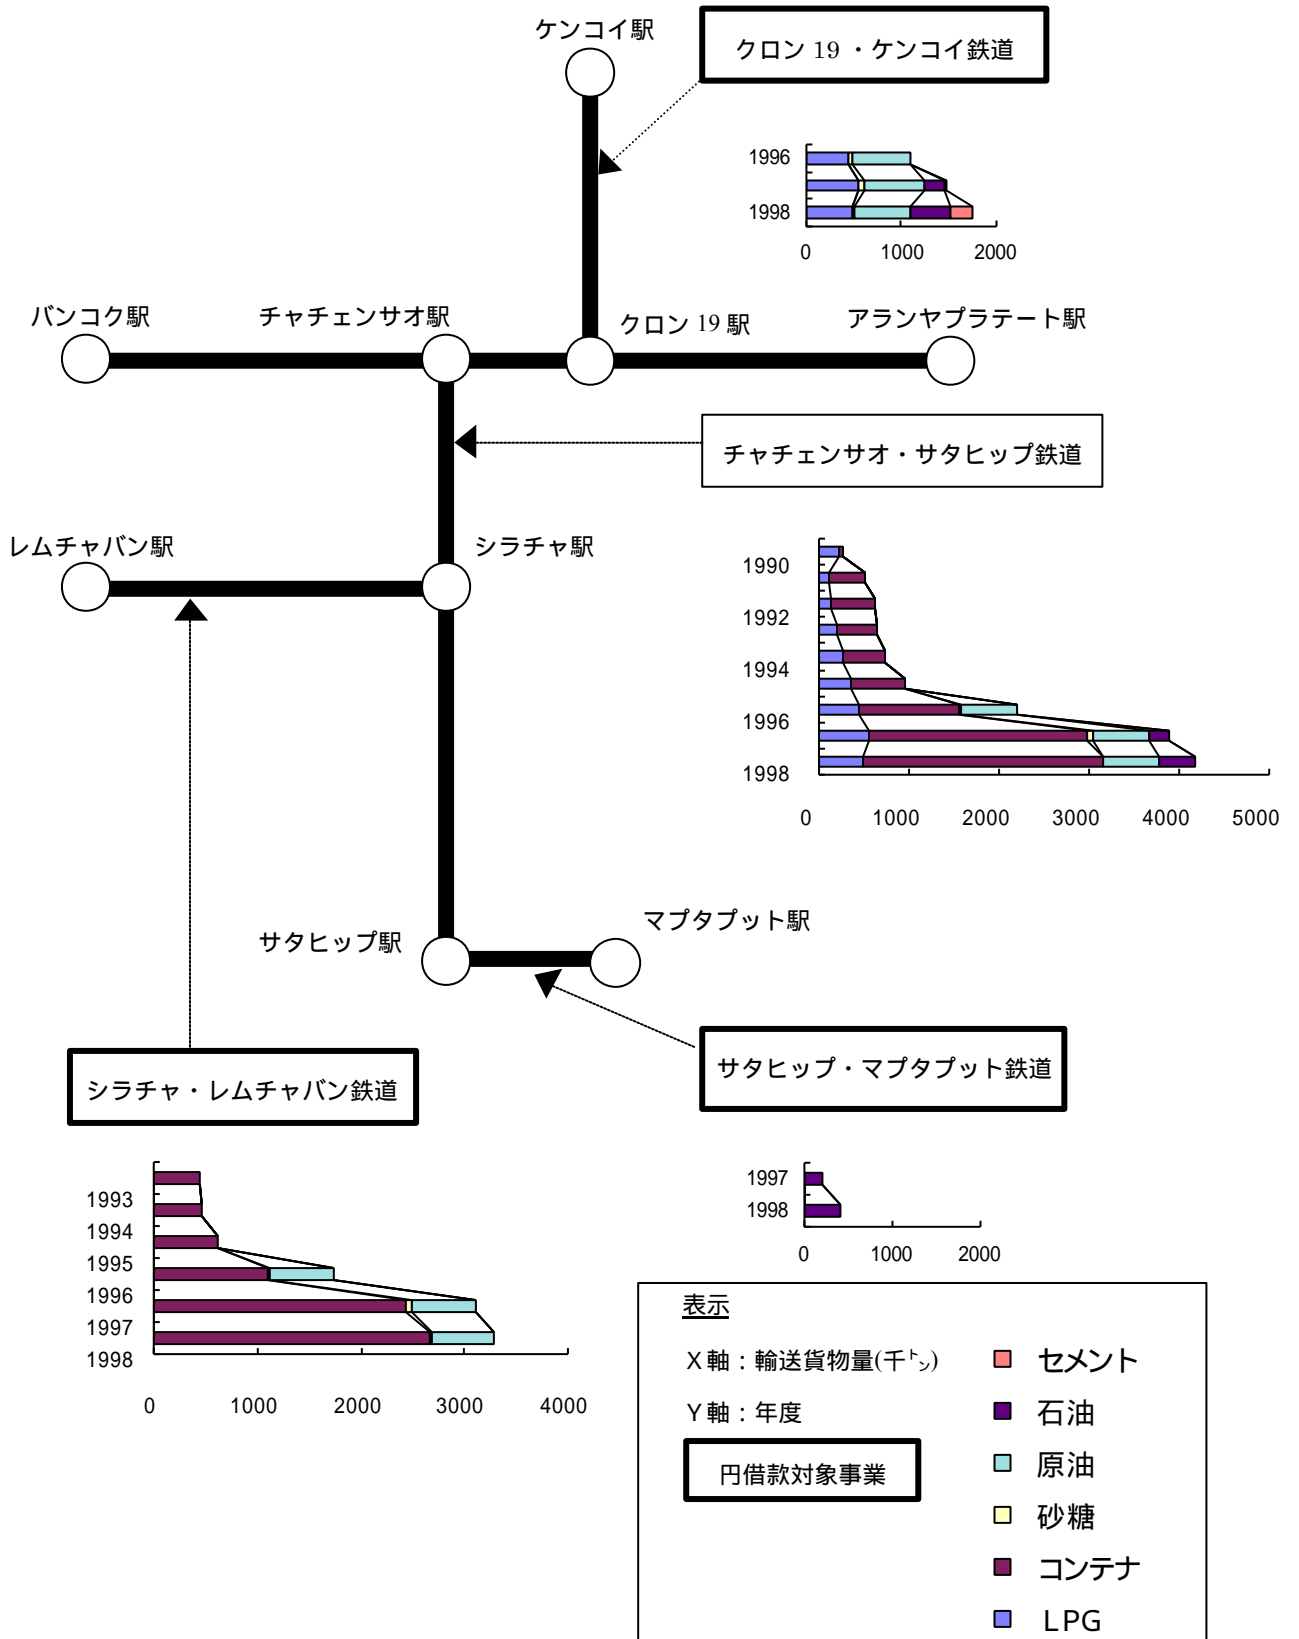 ケンコイ駅
クロン 19 ・ケンコイ鉄道
1996
1998
0 1000 2000
バンコク駅
チャチェンサオ駅
クロン 19 駅
アランヤプラテート駅
チャチェンサオ・サタヒップ鉄道
レムチャバン駅
シラチャ駅
1990
1992
1994
1996
1998
0 1000 2000 3000 4000 5000
サタヒップ駅
マプタプット駅
シラチャ・レムチャバン鉄道
サタヒップ・マプタプット鉄道
1993
1994
1995
1996
1997
1998
0 1000 2000 3000 4000
1997
1998
0 1000 2000
表示
X軸：輸送貨物量(千トン)
Y軸：年度
円借款対象事業
セメント
石油
原油
砂糖
コンテナ
LPG